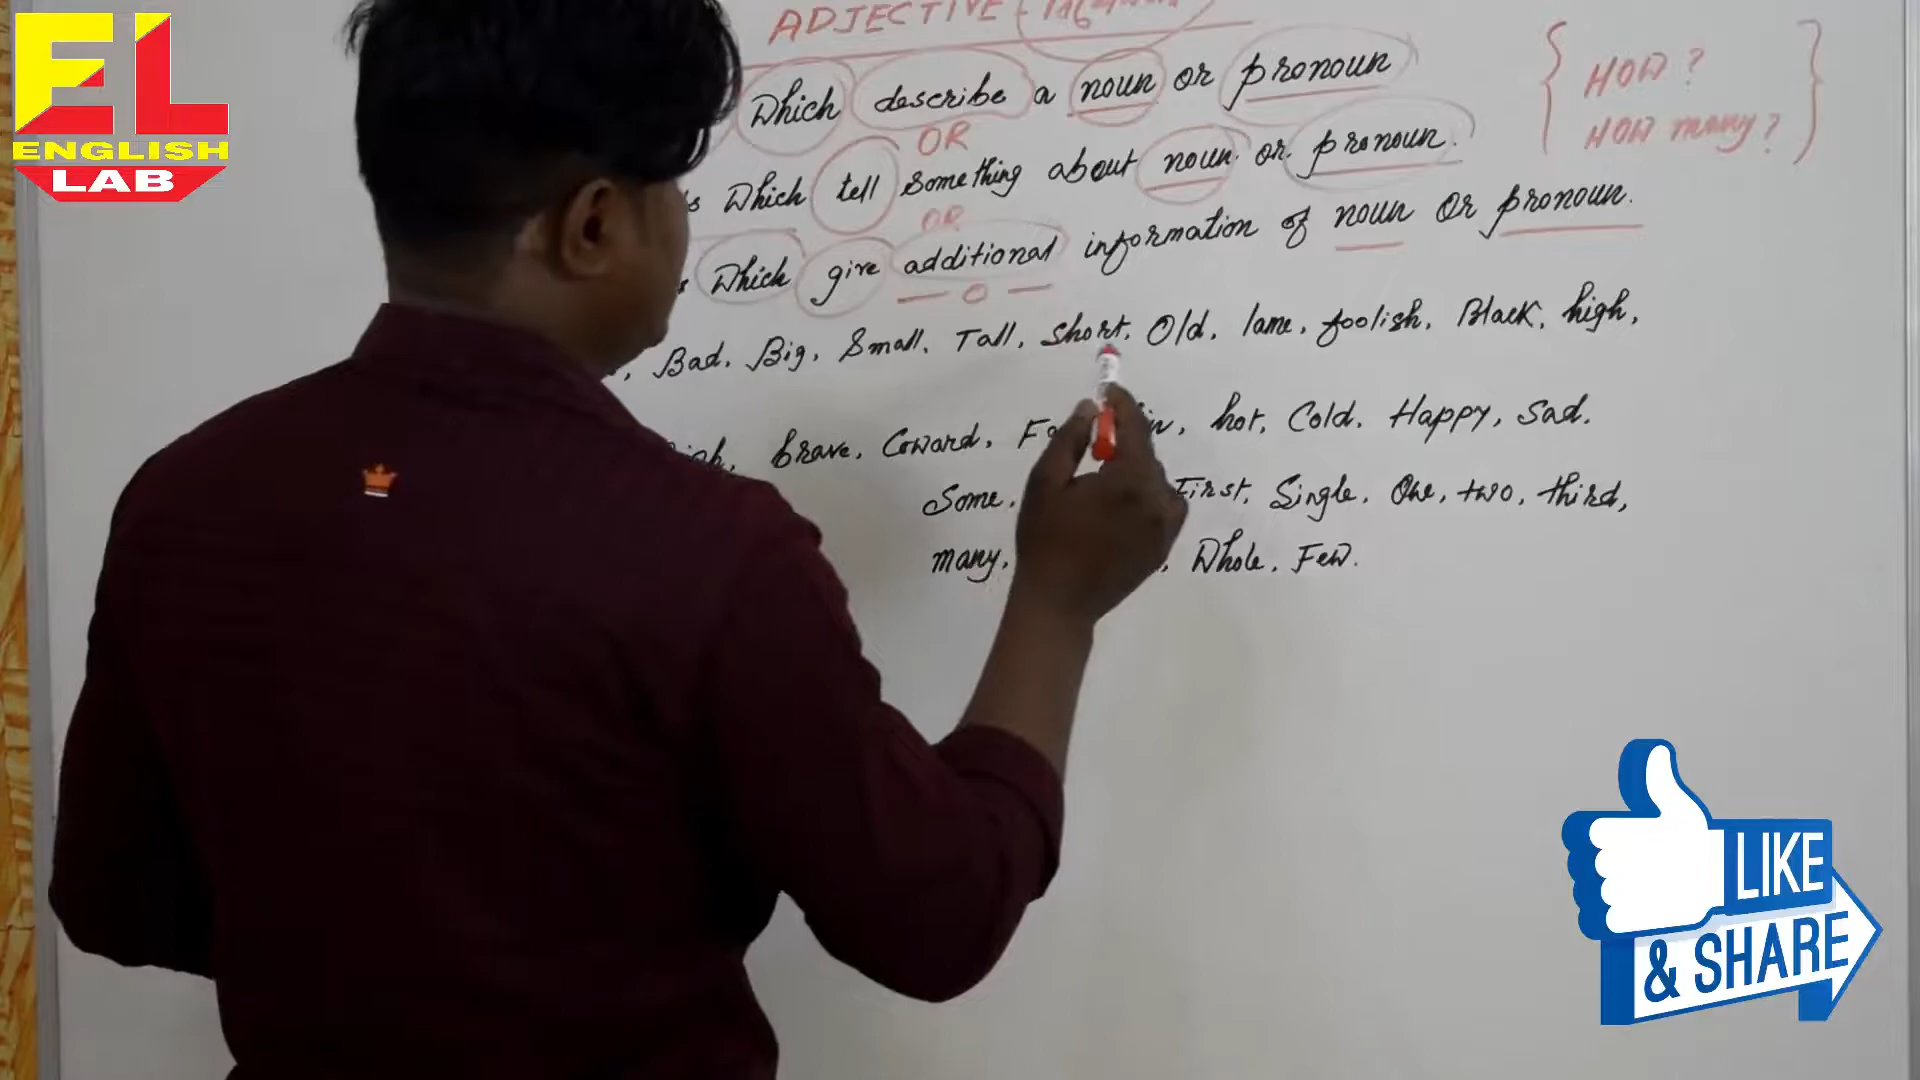 EL
ENGLISH
LAB
ADJECTIVE
Which describe a noun or pronoun
OR
Which tell something about noun or pronoun.
OR
Which give additional information of noun or pronoun.
HOW ?
HOW many ?
Bad, Big, Small, Tall, Short, Old, lame, foolish, Black, high,
brave, Coward, hot, Cold, Happy, Sad.
Some, First, Single, One, two, third,
many, Whole, Few.
LIKE
& SHARE